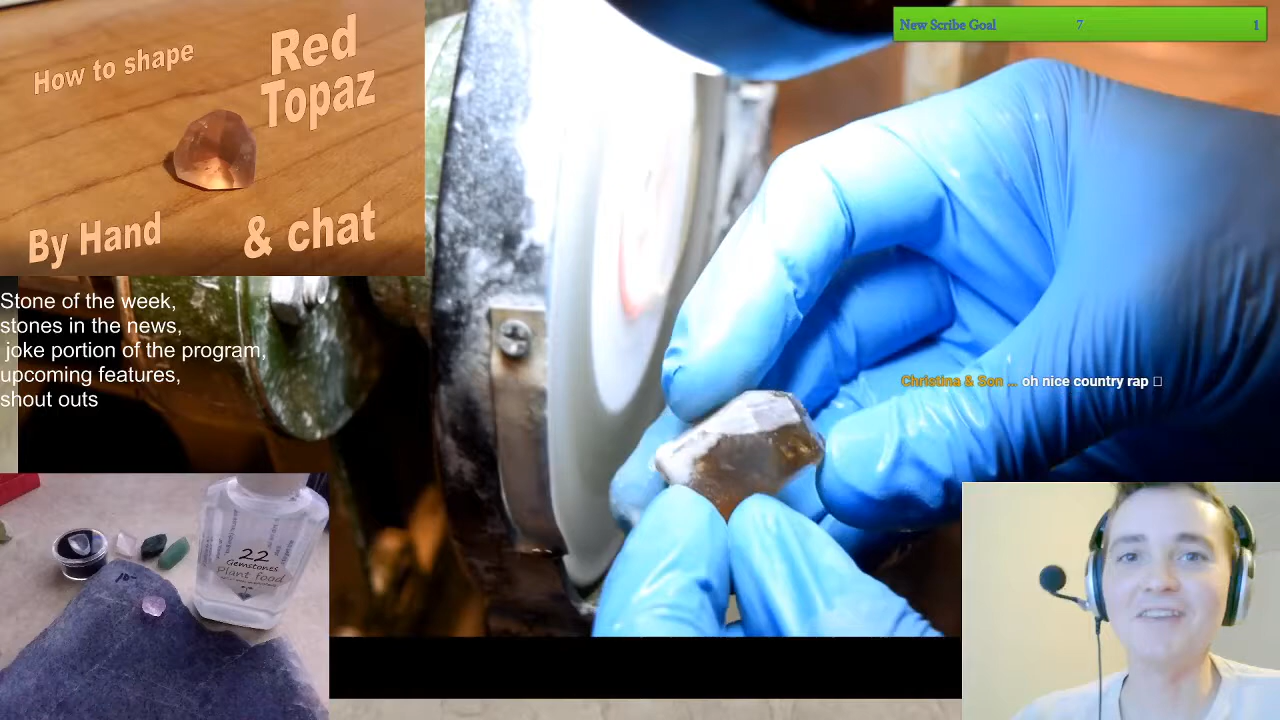 How to shape
Red
Topaz
By Hand
& chat
New Scribe Goal 7 1
Stone of the week,
stones in the news,
joke portion of the program,
upcoming features,
shout outs
Christina & Son ... oh nice country rap
22
Gemstones
Plant food